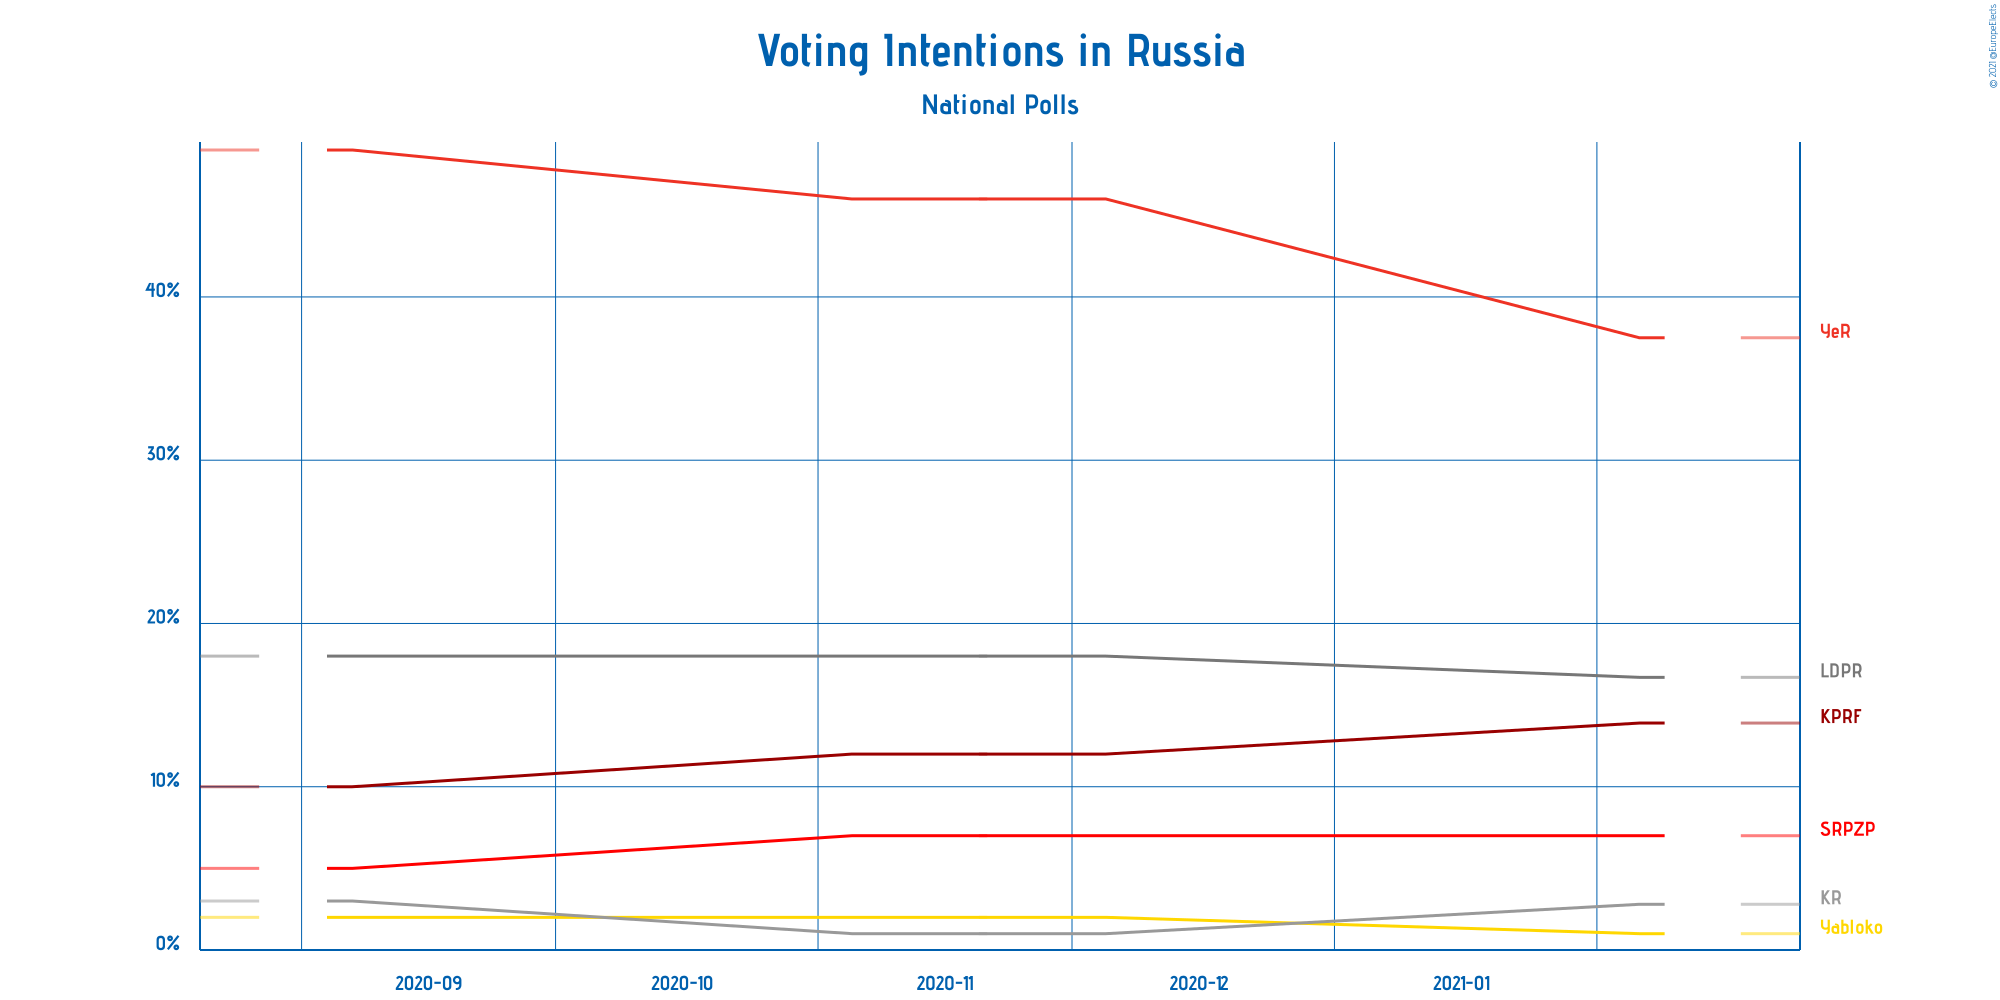 Voting Intentions in Russia
© 2021 @EuropeElects
National Polls
40%
YeR
30%
20%
LDPR
KPRF
10%
SRPZP
KR
Yabloko
0%
2020-09
2020-10
2020-11
2020-12
2021-01